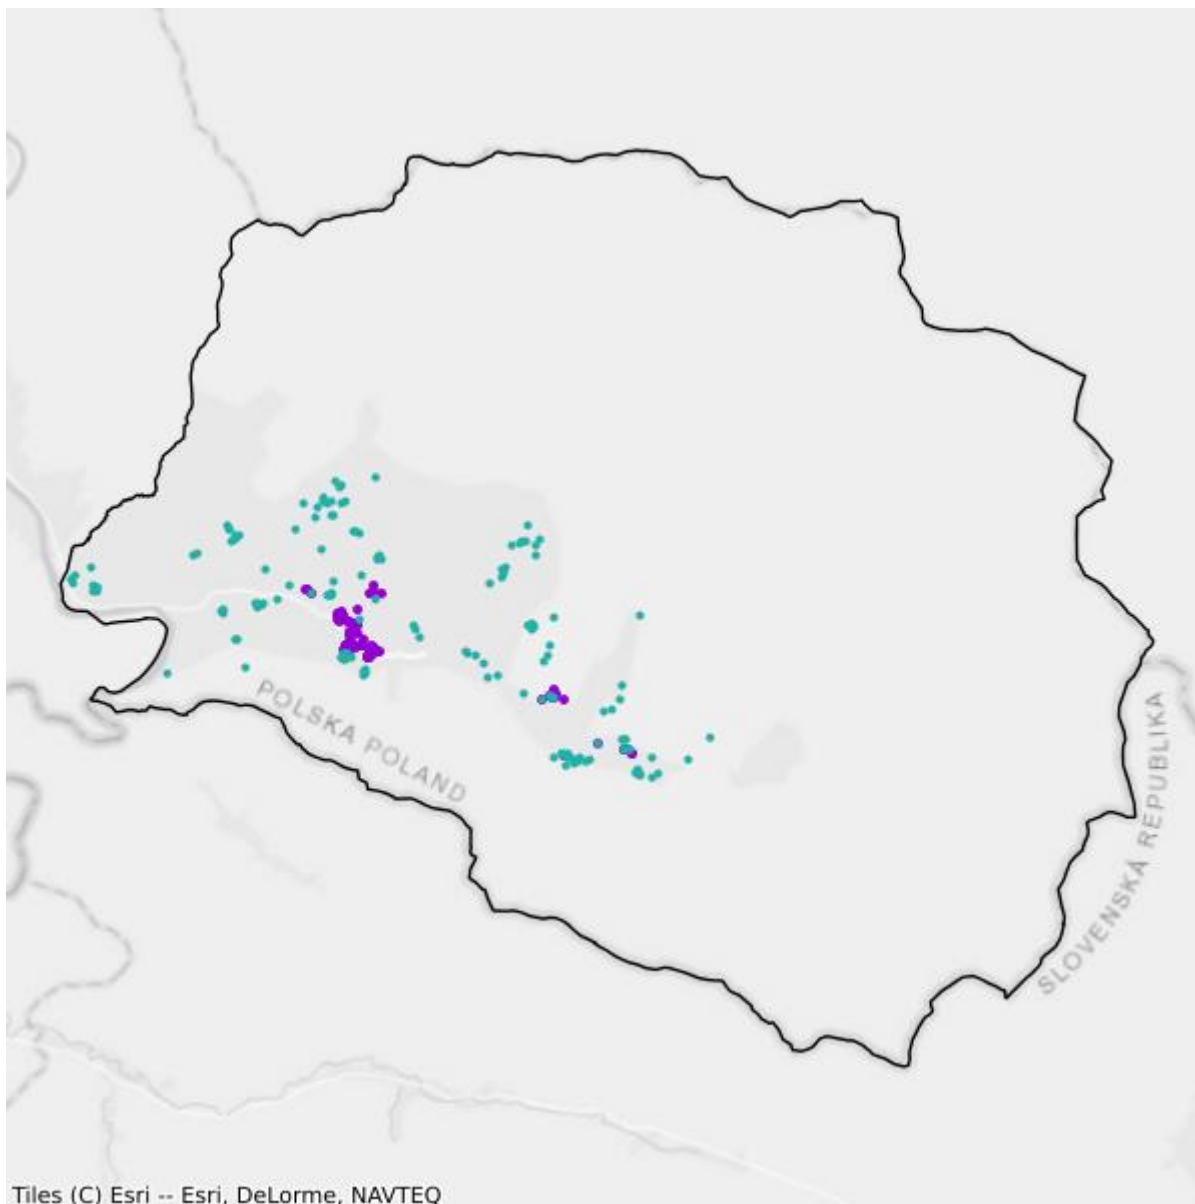 POLSKA POLAND
SLOVENSKÁ REPUBLIKA
Tiles (C) Esri -- Esri, DeLorme, NAVTEQ